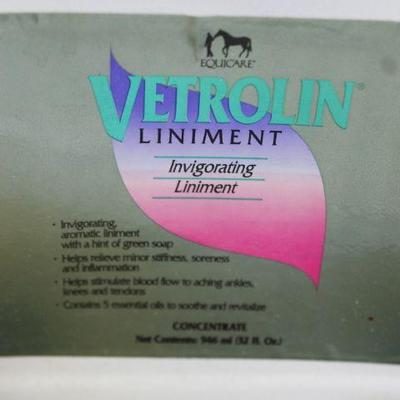 EQUICARE™
VETROLIN®
LINIMENT
Invigorating
Liniment
• Invigorating,
aromatic liniment
with a hint of green soap
• Helps relieve minor stiffness, soreness
and inflammation
• Helps stimulate blood flow to aching ankles,
knees and tendons
• Contains 5 essential oils to soothe and revitalize
CONCENTRATE
Net Contents: 946 ml (32 fl. Oz.)